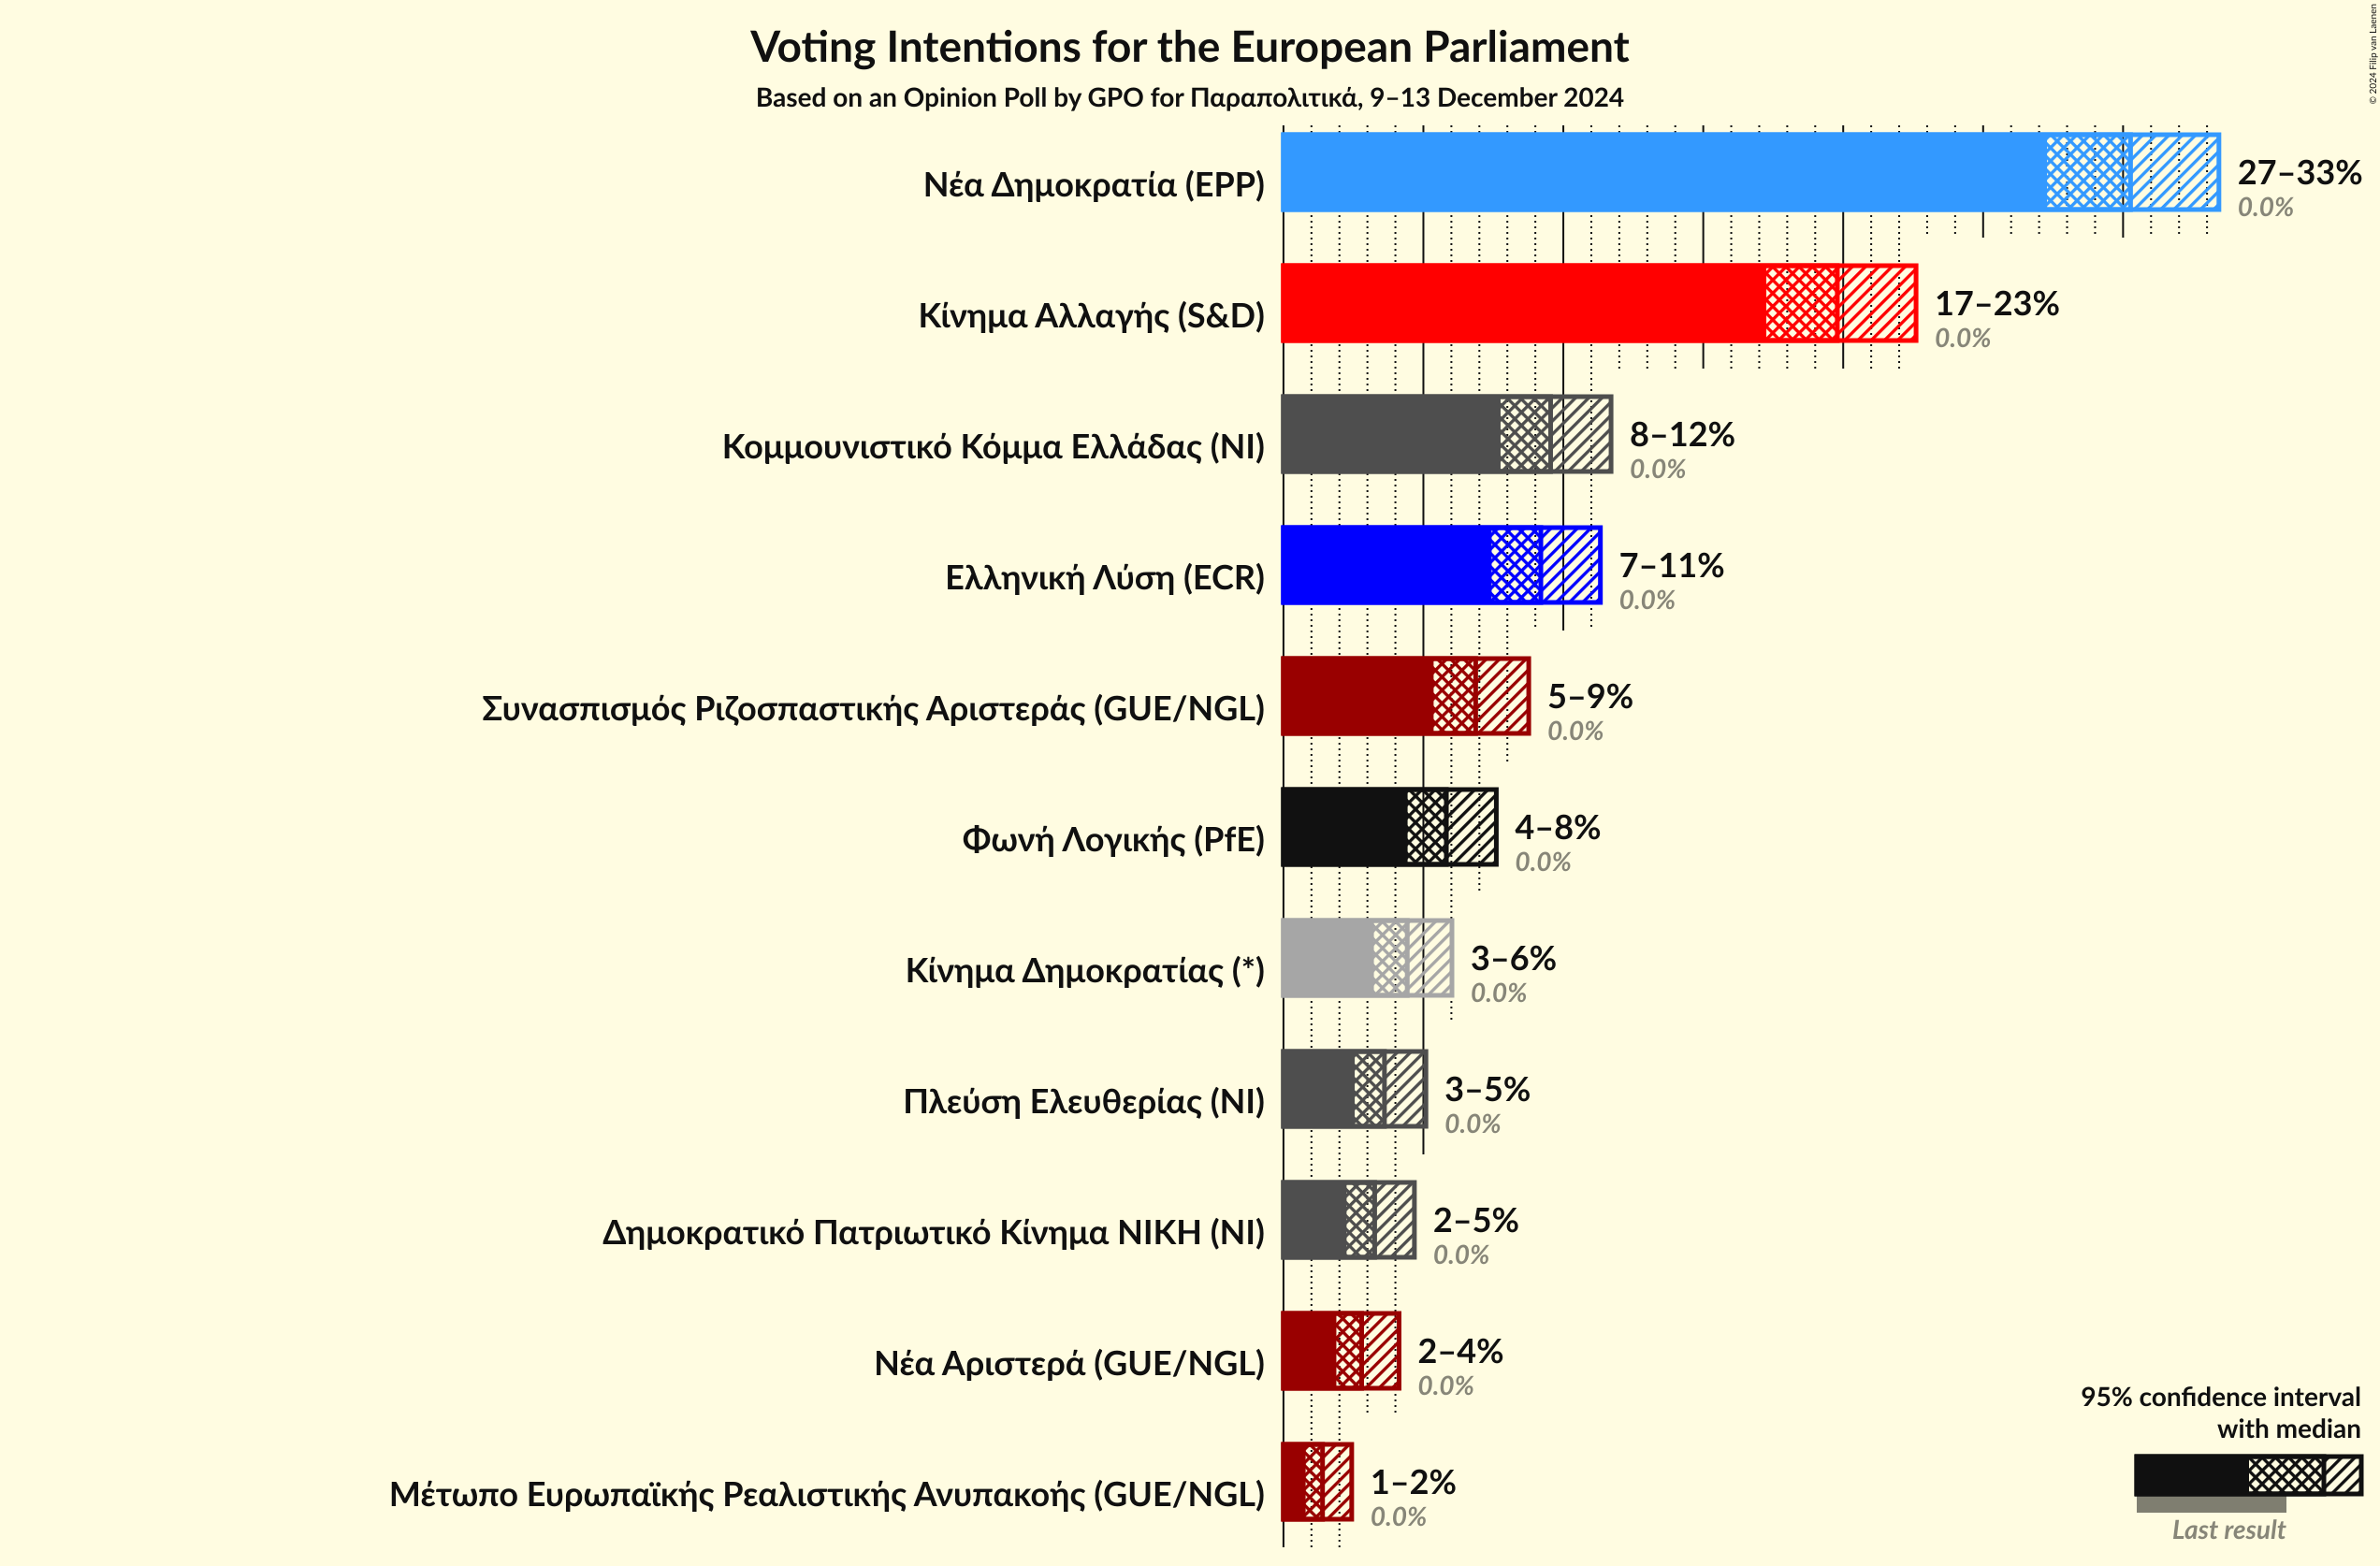 Voting Intentions for the European Parliament
Based on an Opinion Poll by GPO for Παραπολιτικά, 9–13 December 2024
© 2024 Filip van Laenen
Νέα Δημοκρατία (EPP)
27–33%
0.0%
Κίνημα Αλλαγής (S&D)
17–23%
0.0%
Κομμουνιστικό Κόμμα Ελλάδας (NI)
8–12%
0.0%
Ελληνική Λύση (ECR)
7–11%
0.0%
Συνασπισμός Ριζοσπαστικής Αριστεράς (GUE/NGL)
5–9%
0.0%
Φωνή Λογικής (PfE)
4–8%
0.0%
Κίνημα Δημοκρατίας (*)
3–6%
0.0%
Πλεύση Ελευθερίας (NI)
3–5%
0.0%
Δημοκρατικό Πατριωτικό Κίνημα ΝΙΚΗ (NI)
2–5%
0.0%
Νέα Αριστερά (GUE/NGL)
2–4%
0.0%
Μέτωπο Ευρωπαϊκής Ρεαλιστικής Ανυπακοής (GUE/NGL)
1–2%
0.0%
95% confidence interval
with median
Last result